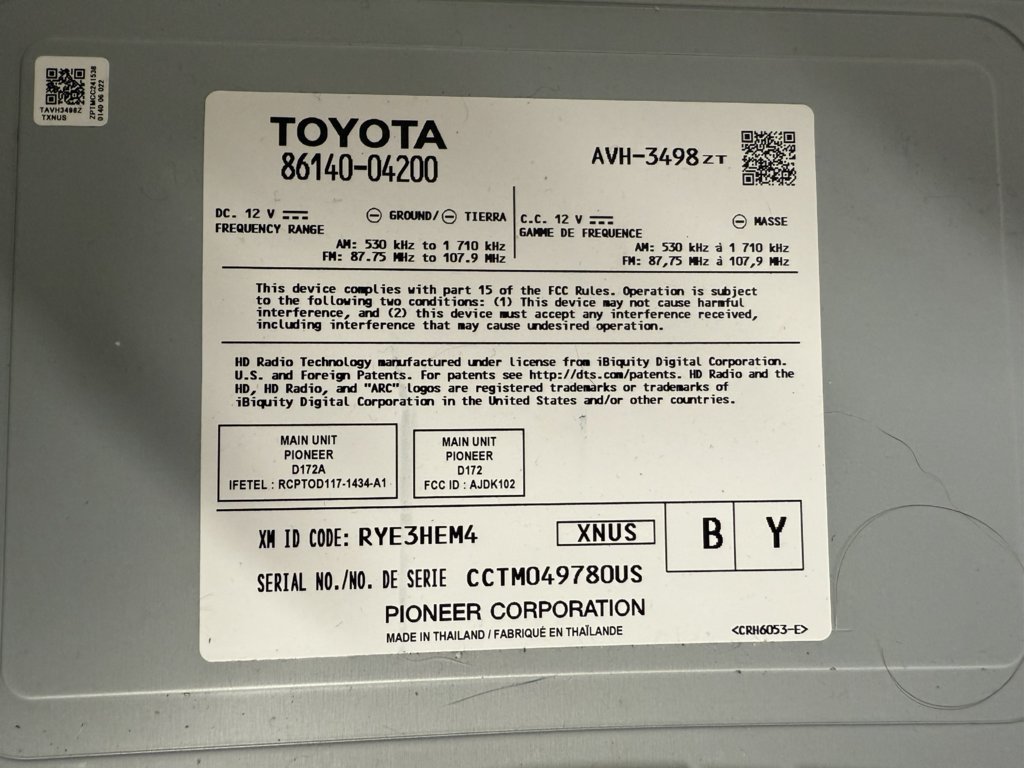 TAVH3498Z
TXNUS
ZPTMCC241538
0140 06 022
TOYOTA
86140-04200
AVH-3498ZT
DC. 12 V GROUND/ TIERRA
FREQUENCY RANGE
AM: 530 kHz to 1 710 kHz
FM: 87.75 MHz to 107.9 MHz
C.C. 12 V MASSE
GAMME DE FREQUENCE
AM: 530 kHz à 1 710 kHz
FM: 87,75 MHz à 107,9 MHz
This device complies with part 15 of the FCC Rules. Operation is subject
to the following two conditions: (1) This device may not cause harmful
interference, and (2) this device must accept any interference received,
including interference that may cause undesired operation.
HD Radio Technology manufactured under license from iBiquity Digital Corporation.
U.S. and Foreign Patents. For patents see http://dts.com/patents. HD Radio and the
HD, HD Radio, and "ARC" logos are registered trademarks or trademarks of
iBiquity Digital Corporation in the United States and/or other countries.
MAIN UNIT
PIONEER
D172A
IFETEL : RCPTOD117-1434-A1
MAIN UNIT
PIONEER
D172
FCC ID : AJDK102
XM ID CODE: RYE3HEM4
XNUS
B Y
SERIAL NO./NO. DE SERIE CCTM049780US
PIONEER CORPORATION
MADE IN THAILAND / FABRIQUÉ EN THAÏLANDE
<CRH6053-E>